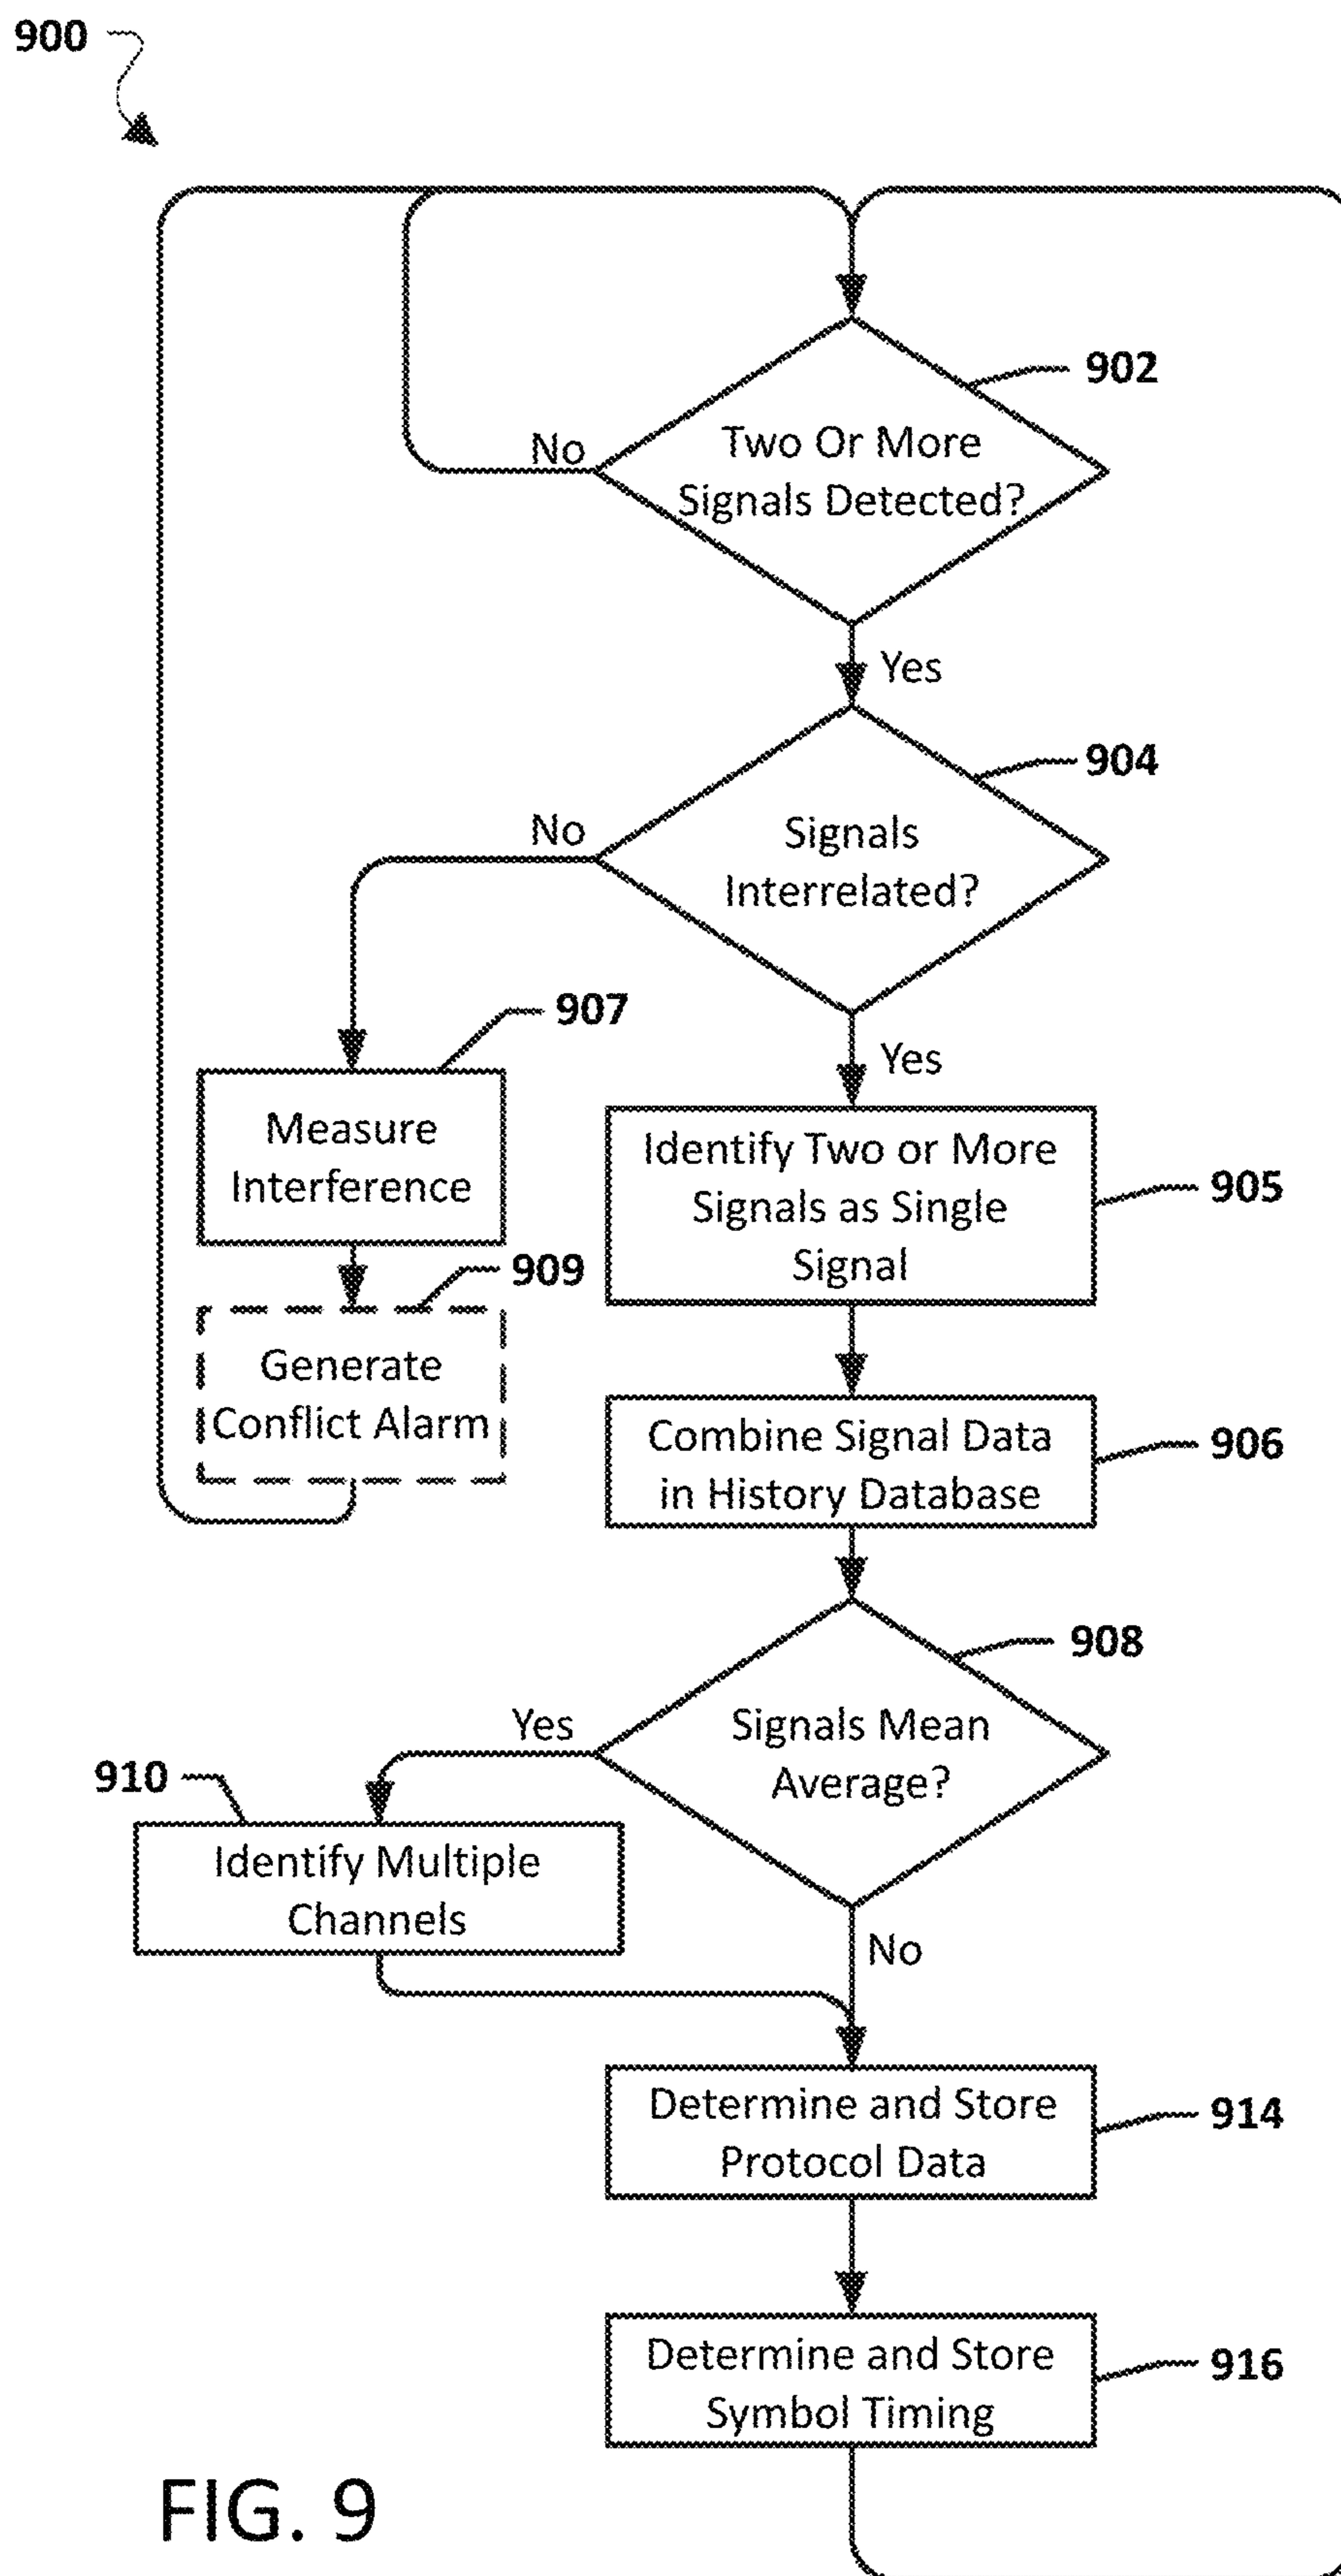 900
902
Two Or More
Signals Detected?
No
Yes
904
Signals
Interrelated?
No
Yes
907
Measure
Interference
905
Identify Two or More
Signals as Single
Signal
909
Generate
Conflict Alarm
906
Combine Signal Data
in History Database
908
Signals Mean
Average?
Yes
No
910
Identify Multiple
Channels
914
Determine and Store
Protocol Data
916
Determine and Store
Symbol Timing
FIG. 9